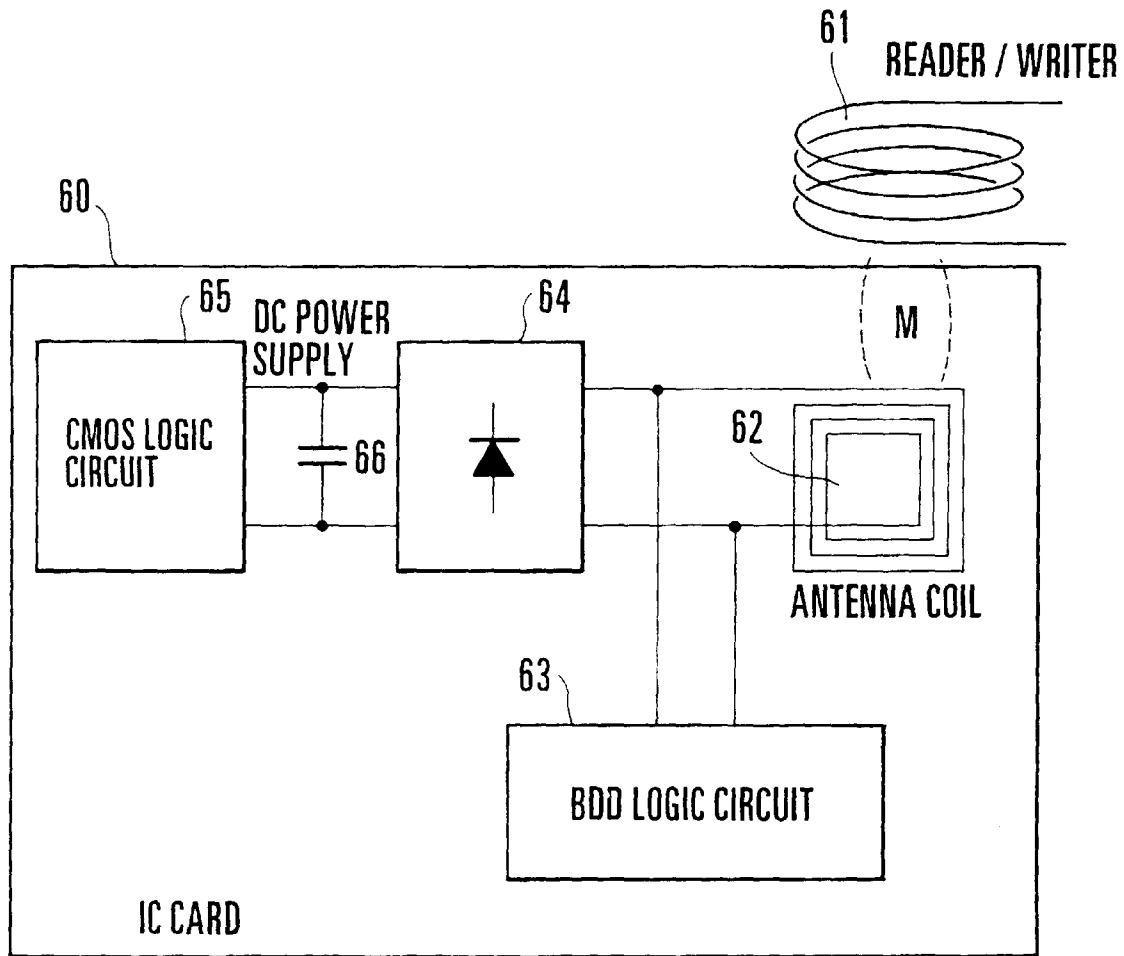 61
READER / WRITER
60
65
DC POWER
SUPPLY
64
M
CMOS LOGIC
CIRCUIT
66
62
ANTENNA COIL
63
BDD LOGIC CIRCUIT
IC CARD